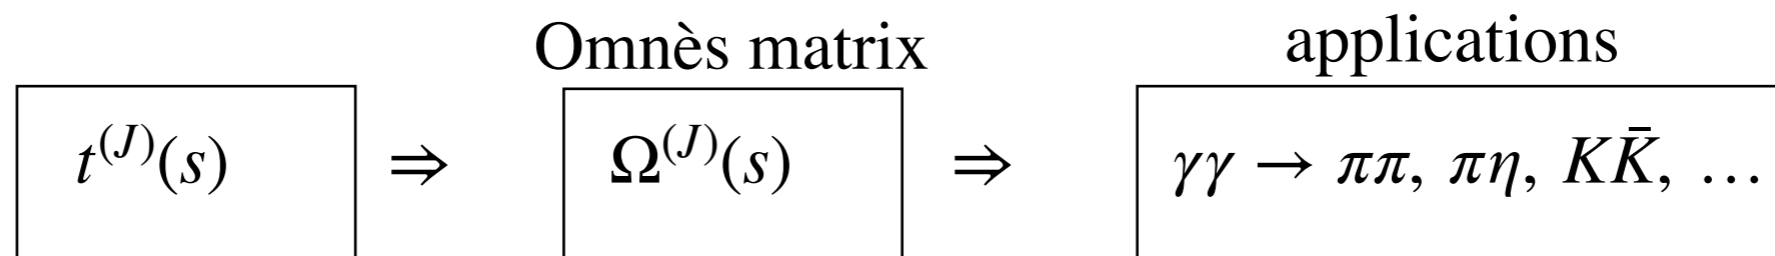 Omnès matrix applications
t^{(J)}(s) ⇒ Ω^{(J)}(s) ⇒ γγ → ππ, πη, KK̄, …